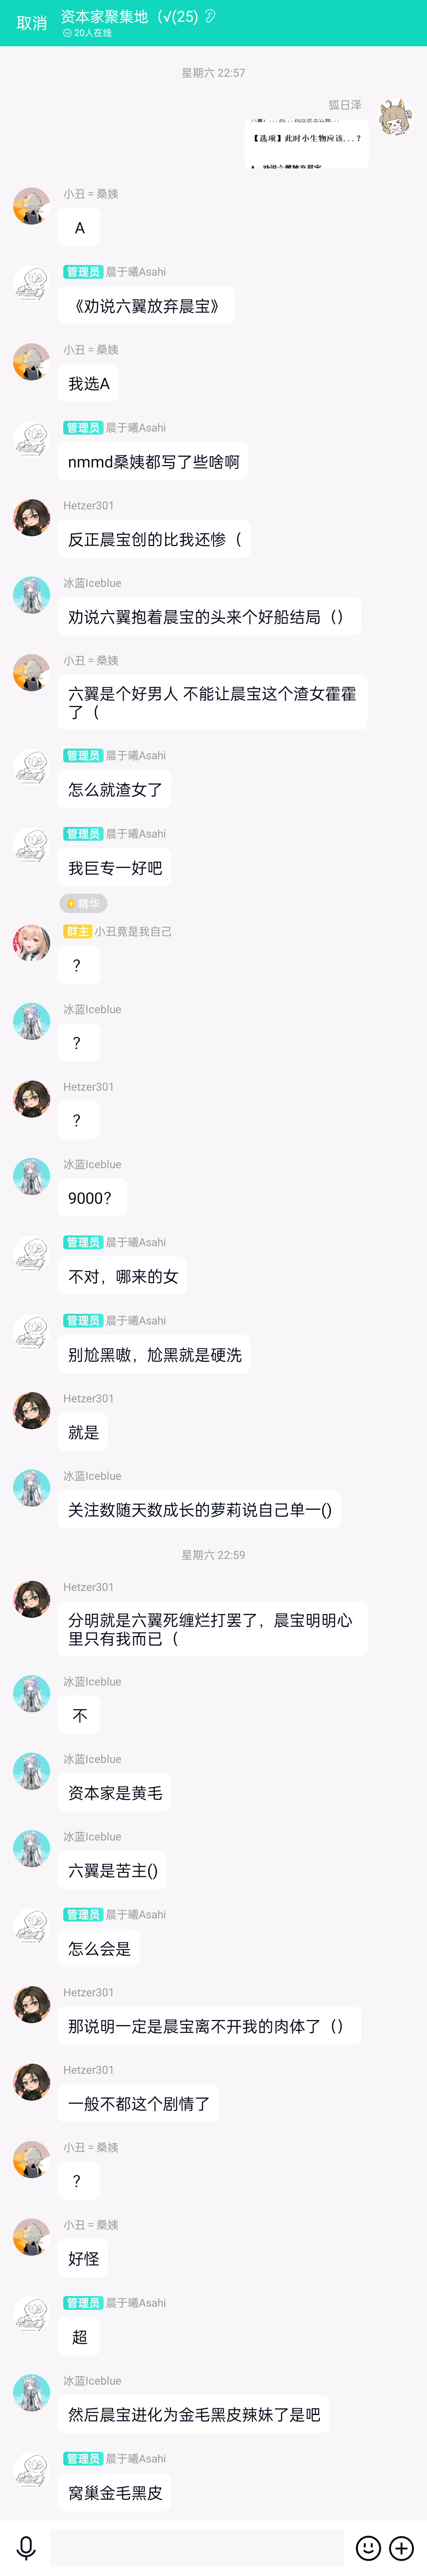 取消
资本家聚集地（√(25)
20人在线
星期六 22:57
狐日泽
【选项】此时小生物应该...？
A、劝说六翼放弃晨宝
小丑 = 桑姨
A
管理员 晨于曦Asahi
《劝说六翼放弃晨宝》
小丑 = 桑姨
我选A
管理员 晨于曦Asahi
nmmd桑姨都写了些啥啊
Hetzer301
反正晨宝创的比我还惨（
冰蓝Iceblue
劝说六翼抱着晨宝的头来个好船结局（）
小丑 = 桑姨
六翼是个好男人 不能让晨宝这个渣女霍霍
了（
管理员 晨于曦Asahi
怎么就渣女了
管理员 晨于曦Asahi
我巨专一好吧
精华
群主 小丑竟是我自己
？
冰蓝Iceblue
？
Hetzer301
？
冰蓝Iceblue
9000?
管理员 晨于曦Asahi
不对，哪来的女
管理员 晨于曦Asahi
别尬黑嗷，尬黑就是硬洗
Hetzer301
就是
冰蓝Iceblue
关注数随天数成长的萝莉说自己单一()
星期六 22:59
Hetzer301
分明就是六翼死缠烂打罢了，晨宝明明心
里只有我而已（
冰蓝Iceblue
不
冰蓝Iceblue
资本家是黄毛
冰蓝Iceblue
六翼是苦主()
管理员 晨于曦Asahi
怎么会是
Hetzer301
那说明一定是晨宝离不开我的肉体了（）
Hetzer301
一般不都这个剧情了
小丑 = 桑姨
？
小丑 = 桑姨
好怪
管理员 晨于曦Asahi
超
冰蓝Iceblue
然后晨宝进化为金毛黑皮辣妹了是吧
管理员 晨于曦Asahi
窝巢金毛黑皮